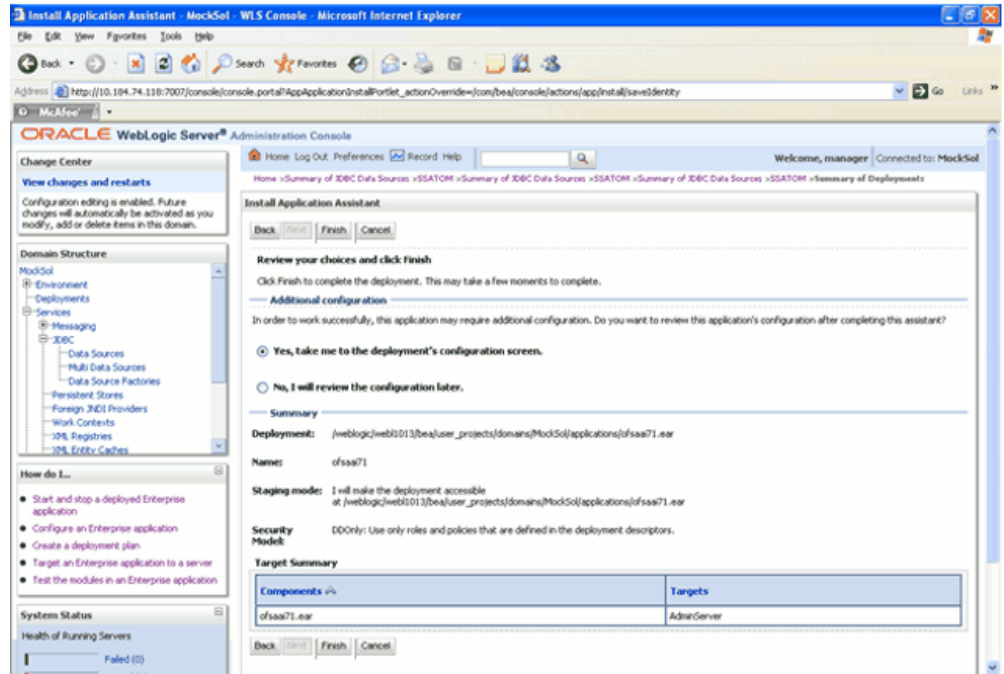 Install Application Assistant - MockSol - WLS Console - Microsoft Internet Explorer
File Edit View Favorites Tools Help
Back Search Favorites
Address http://10.184.74.118:7007/console/console.portal?AppApplicationInstallPortlet_actionOverride=/com/bea/console/actions/app/install/saveIdentity Go Links »
McAfee
ORACLE WebLogic Server® Administration Console
Change Center
View changes and restarts
Configuration editing is enabled. Future
changes will automatically be activated as you
modify, add or delete items in this domain.
Domain Structure
MockSol
Environment
Deployments
Services
Messaging
JDBC
Data Sources
Multi Data Sources
Data Source Factories
Persistent Stores
Foreign JNDI Providers
Work Contexts
XML Registries
XML Entity Caches
How do I...
Start and stop a deployed Enterprise
application
Configure an Enterprise application
Create a deployment plan
Target an Enterprise application to a server
Test the modules in an Enterprise application
System Status
Health of Running Servers
Failed (0)
Home Log Out Preferences Record Help
Welcome, manager Connected to: MockSol
Home >Summary of JDBC Data Sources >SSATOM >Summary of JDBC Data Sources >SSATOM >Summary of JDBC Data Sources >SSATOM >Summary of Deployments
Install Application Assistant
Back Next Finish Cancel
Review your choices and click Finish
Click Finish to complete the deployment. This may take a few moments to complete.
Additional configuration
In order to work successfully, this application may require additional configuration. Do you want to review this application's configuration after completing this assistant?
Yes, take me to the deployment's configuration screen.
No, I will review the configuration later.
Summary
Deployment: /weblogic/webl1013/bea/user_projects/domains/MockSol/applications/ofsaai71.ear
Name: ofsaai71
Staging mode: I will make the deployment accessible
at /weblogic/webl1013/bea/user_projects/domains/MockSol/applications/ofsaai71.ear
Security DDOnly: Use only roles and policies that are defined in the deployment descriptors.
Model:
Target Summary
Components Targets
ofsaai71.ear AdminServer
Back Next Finish Cancel